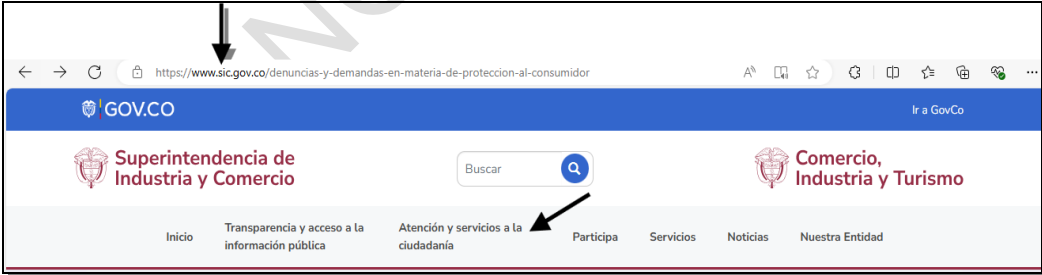 https://www.sic.gov.co/denuncias-y-demandas-en-materia-de-proteccion-al-consumidor
GOV.CO
Ir a GovCo
Superintendencia de
Industria y Comercio
Buscar
Comercio,
Industria y Turismo
Inicio
Transparencia y acceso a la
información pública
Atención y servicios a la
ciudadanía
Participa
Servicios
Noticias
Nuestra Entidad